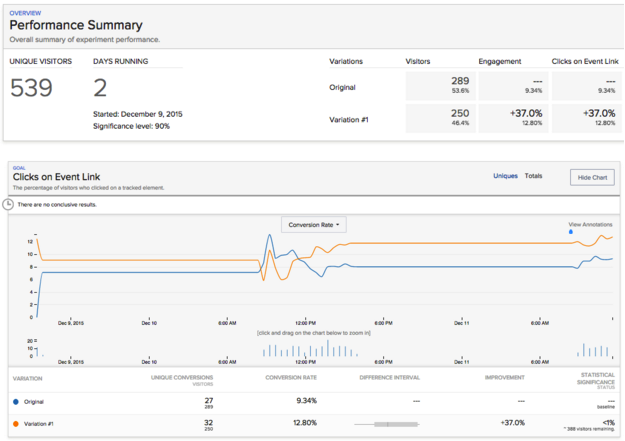 OVERVIEW
Performance Summary
Overall summary of experiment performance.
UNIQUE VISITORS DAYS RUNNING
539 2
Started: December 9, 2015
Significance level: 90%
Variations Visitors Engagement Clicks on Event Link
Original 289 --- ---
53.6% 9.34% 9.34%
Variation #1 250 +37.0% +37.0%
46.4% 12.80% 12.80%
GOAL
Clicks on Event Link
The percentage of visitors who clicked on a tracked element.
Uniques Totals Hide Chart
There are no conclusive results.
Conversion Rate
View Annotations
12
10
8
6
4
2
0
Dec 9, 2015 Dec 10 6:00 AM 12:00 PM 6:00 PM Dec 11 6:00 AM
[click and drag on the chart below to zoom in]
20
10
0
Dec 9, 2015 Dec 10 6:00 AM 12:00 PM 6:00 PM Dec 11 6:00 AM
VARIATION UNIQUE CONVERSIONS CONVERSION RATE DIFFERENCE INTERVAL IMPROVEMENT STATISTICAL
VISITORS SIGNIFICANCE
STATUS
Original 27 9.34% --- --- ---
289 baseline
Variation #1 32 12.80% +37.0% <1%
250 ~ 388 visitors remaining.